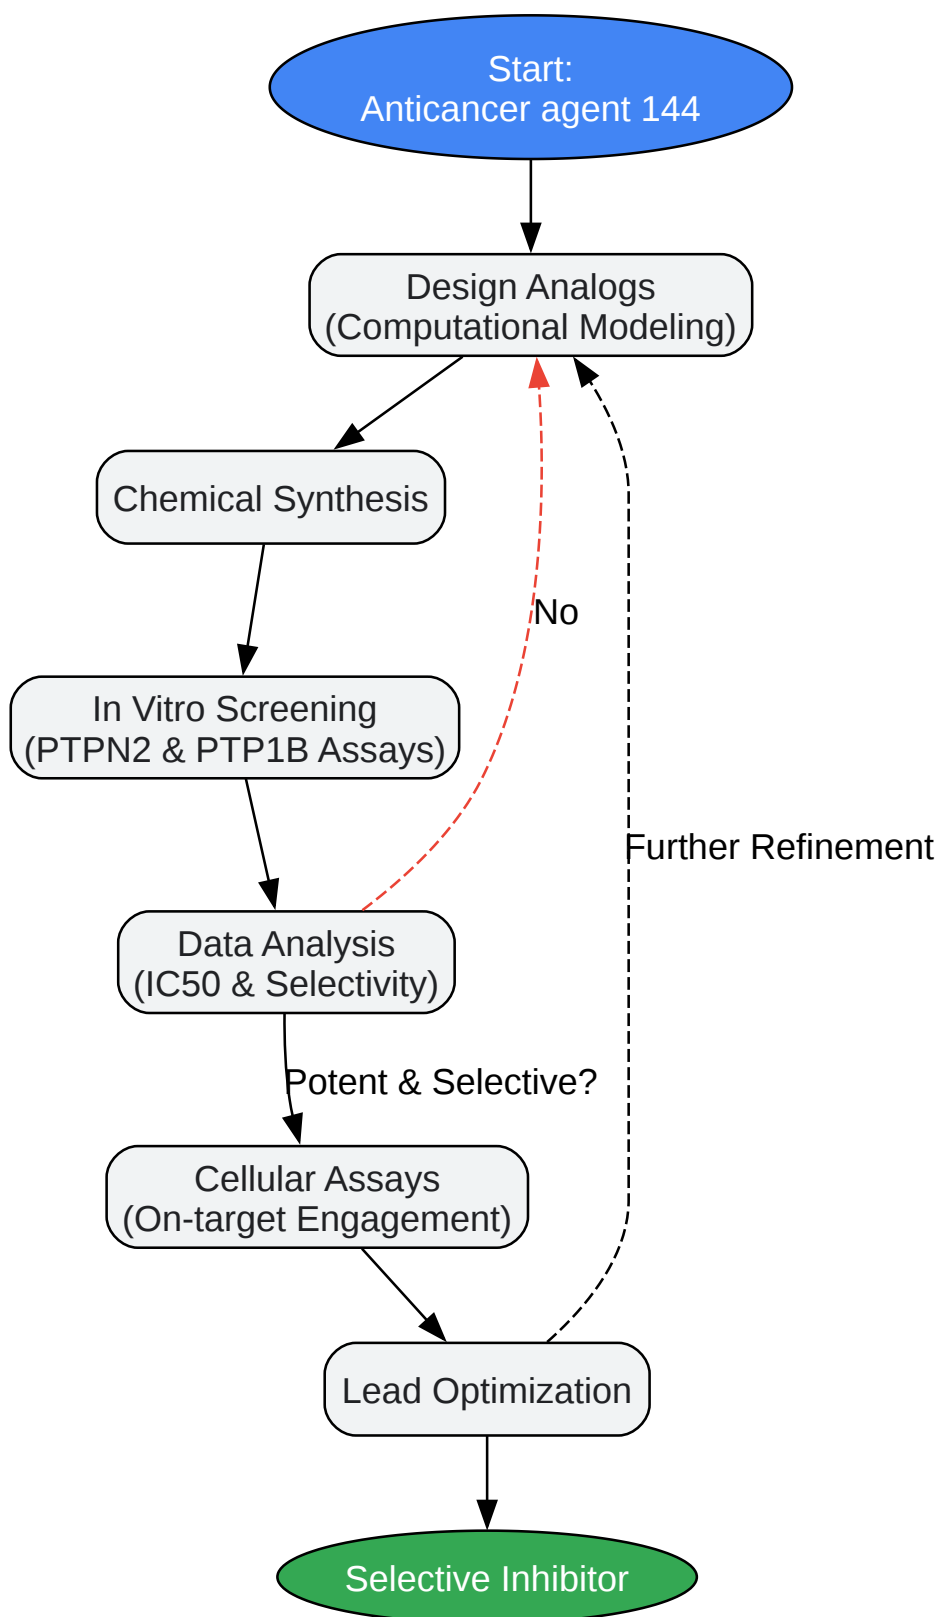 Start:
Anticancer agent 144
Design Analogs
(Computational Modeling)
Chemical Synthesis
No
In Vitro Screening
(PTPN2 & PTP1B Assays)
Further Refinement
Data Analysis
(IC50 & Selectivity)
Potent & Selective?
Cellular Assays
(On-target Engagement)
Lead Optimization
Selective Inhibitor